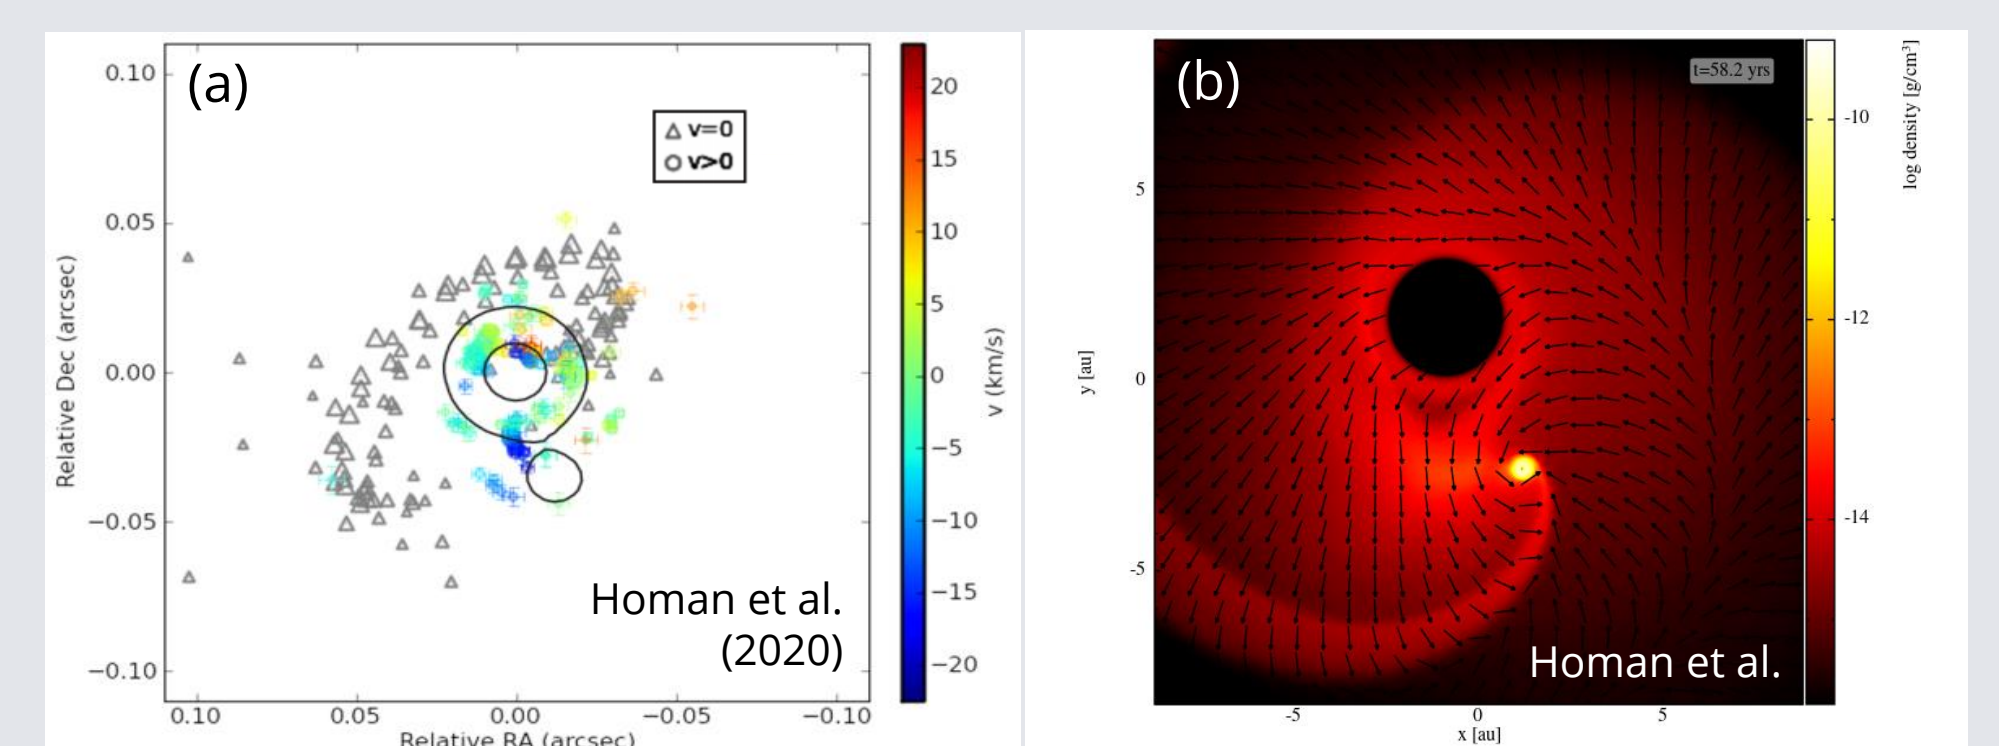 (a)
0.10
0.05
0.00
−0.05
−0.10
Relative Dec (arcsec)
v=0
v>0
Homan et al.
(2020)
0.10
0.05
0.00
−0.05
−0.10
Relative RA (arcsec)
20
15
10
5
0
−5
−10
−15
−20
v (km/s)
(b)
t=58.2 yrs
5
0
-5
y [au]
Homan et al.
-5
0
5
x [au]
-10
-12
-14
log density [g/cm³]